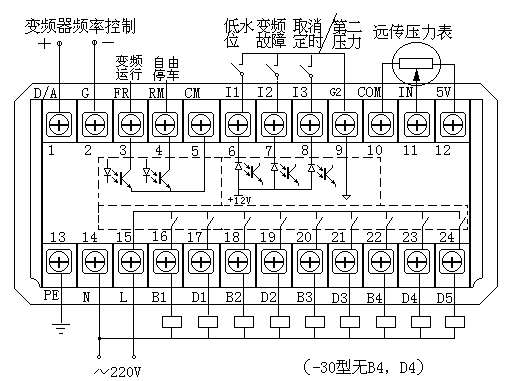 变频器频率控制
+ −
变频运行
自由停车
低水位
变频故障
取消定时/第二压力
远传压力表
D/A G FR RM CM I1 I2 I3 G2 COM IN 5V
1 2 3 4 5 6 7 8 9 10 11 12
+12V
13 14 15 16 17 18 19 20 21 22 23 24
PE N L B1 D1 B2 D2 B3 D3 B4 D4 D5
～220V
(-30型无B4，D4)